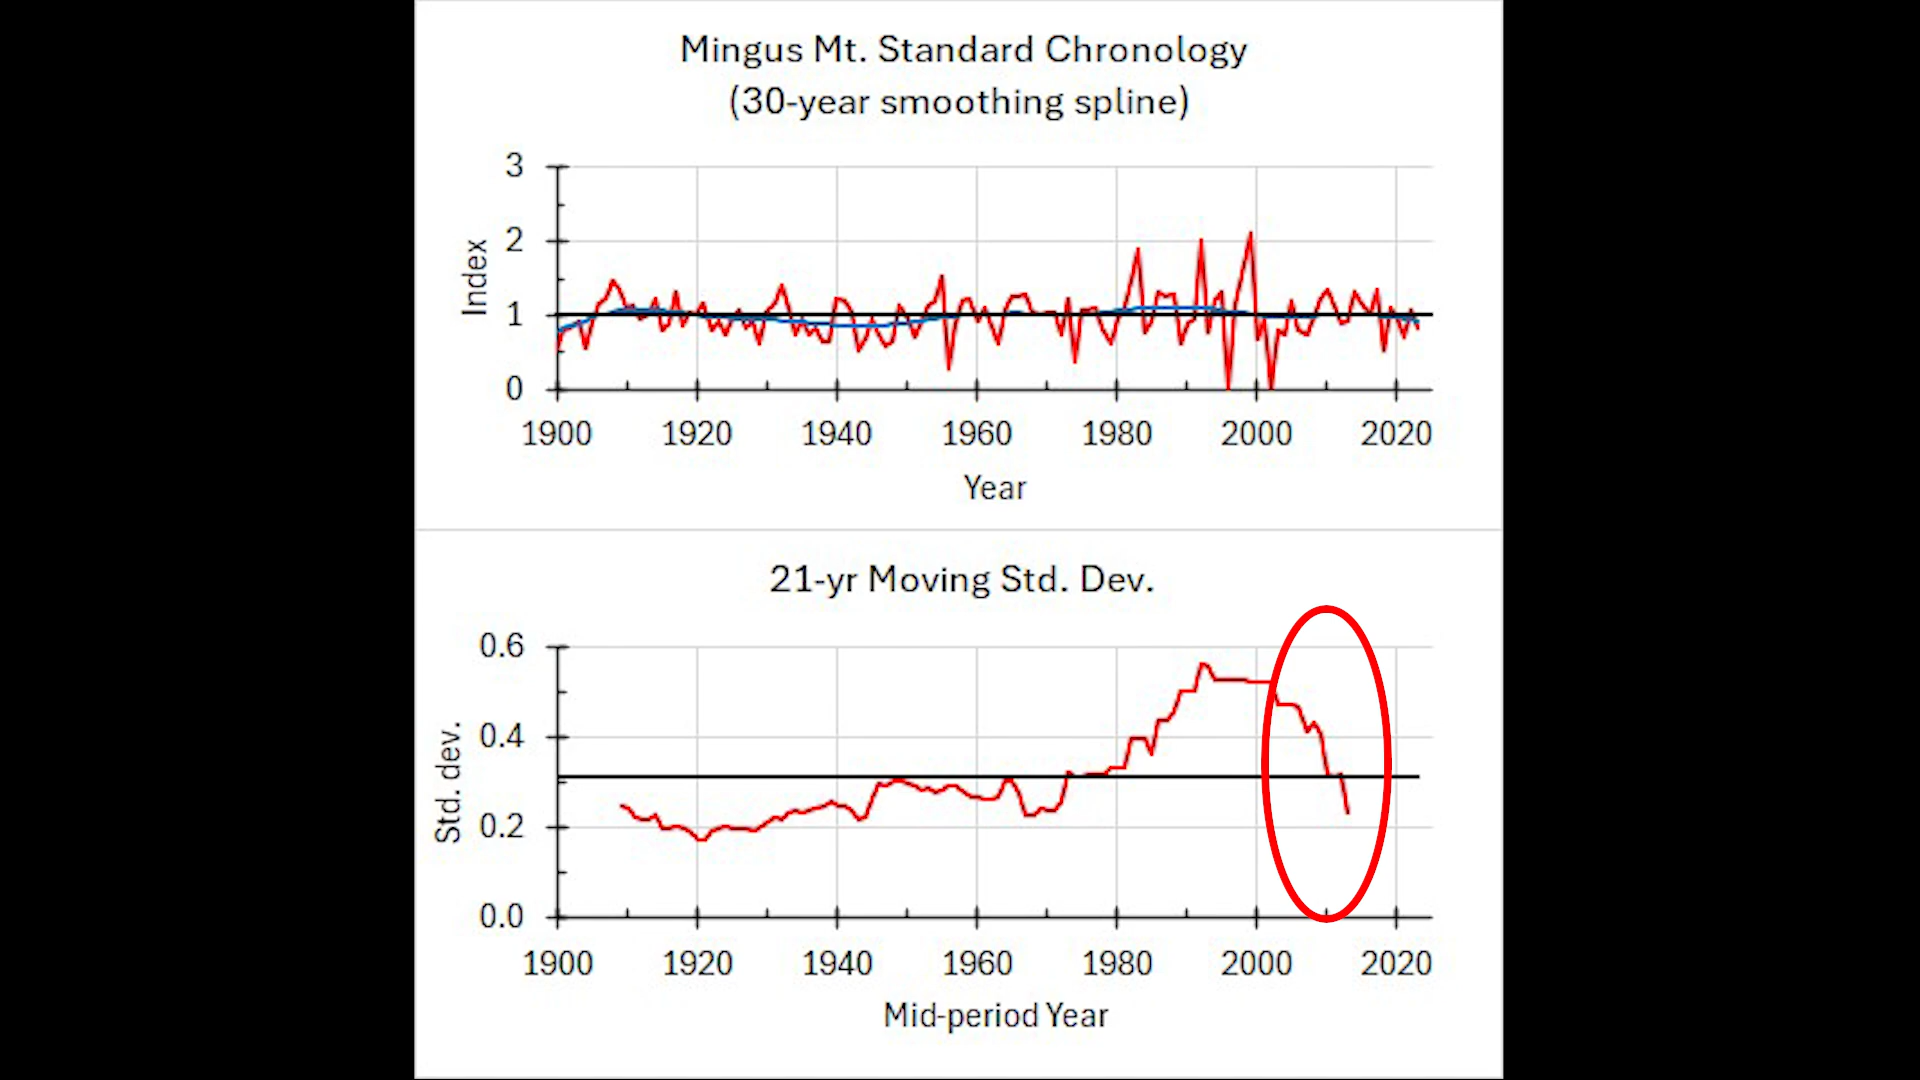 Mingus Mt. Standard Chronology
(30-year smoothing spline)
3
2
1
0
Index
1900 1920 1940 1960 1980 2000 2020
Year
21-yr Moving Std. Dev.
0.6
0.4
0.2
0.0
Std. dev.
1900 1920 1940 1960 1980 2000 2020
Mid-period Year